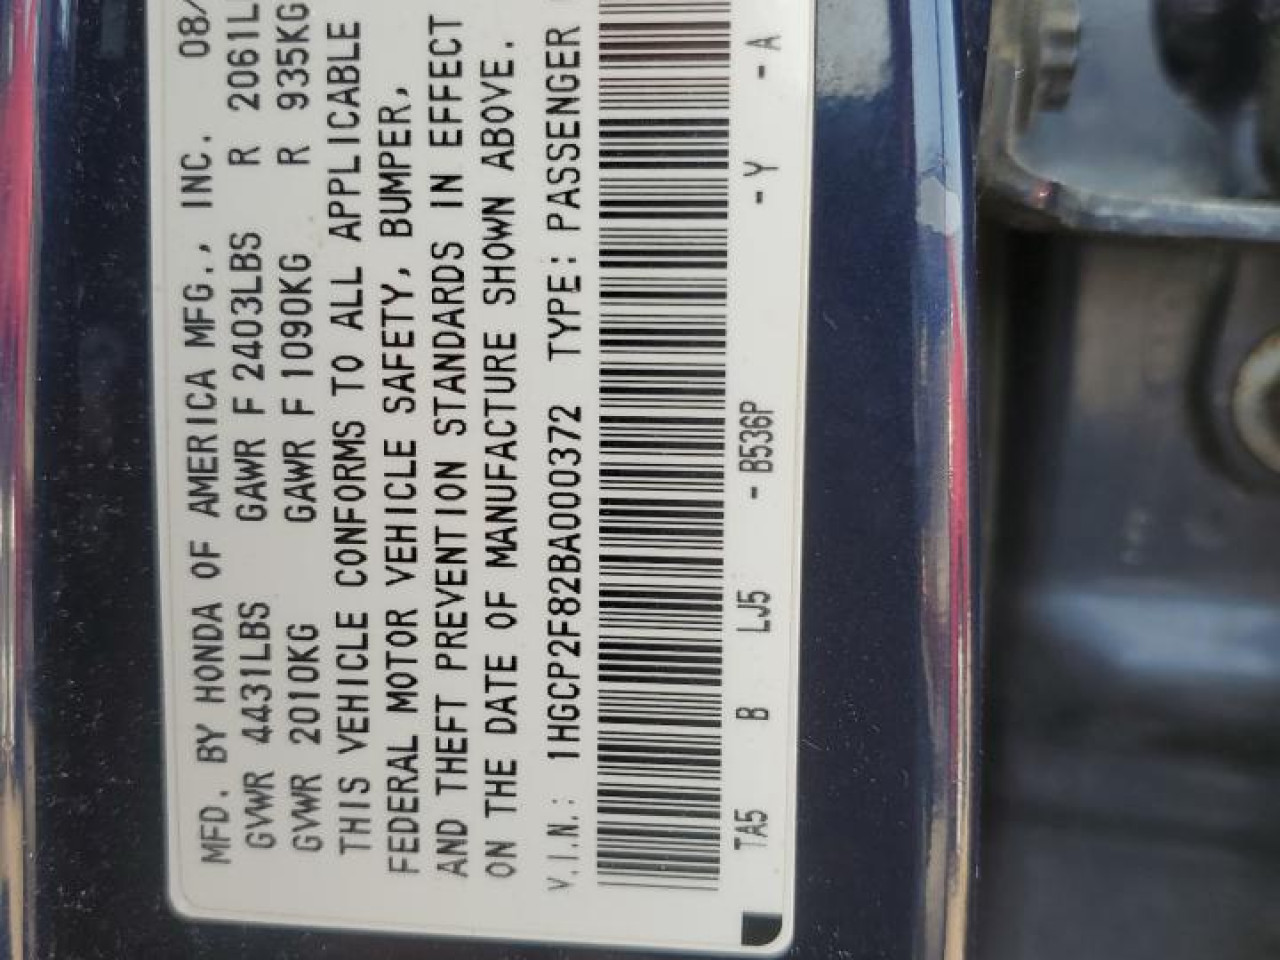 MFD. BY HONDA OF AMERICA MFG., INC. 08/
GVWR 4431LBS GAWR F 2403LBS R 2061L
GVWR 2010KG GAWR F 1090KG R 935KG
THIS VEHICLE CONFORMS TO ALL APPLICABLE
FEDERAL MOTOR VEHICLE SAFETY, BUMPER,
AND THEFT PREVENTION STANDARDS IN EFFECT
ON THE DATE OF MANUFACTURE SHOWN ABOVE.
V.I.N.: 1HGCP2F82BA000372 TYPE: PASSENGER
TA5 B LJ5 - B536P - Y - A